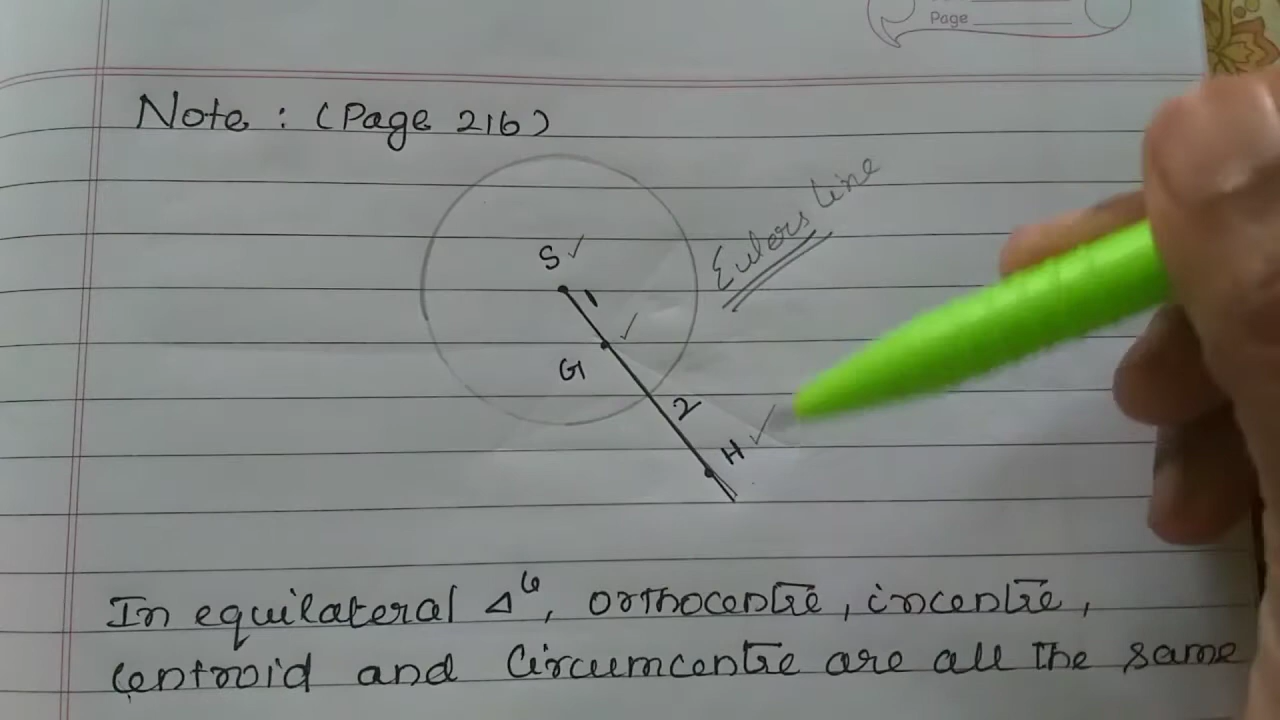 Page
Note : (Page 216)
Eulers line
S ✓
1
G ✓
2
H ✓
In equilateral Δle, orthocentre, incentre,
centroid and circumcentre are all the same